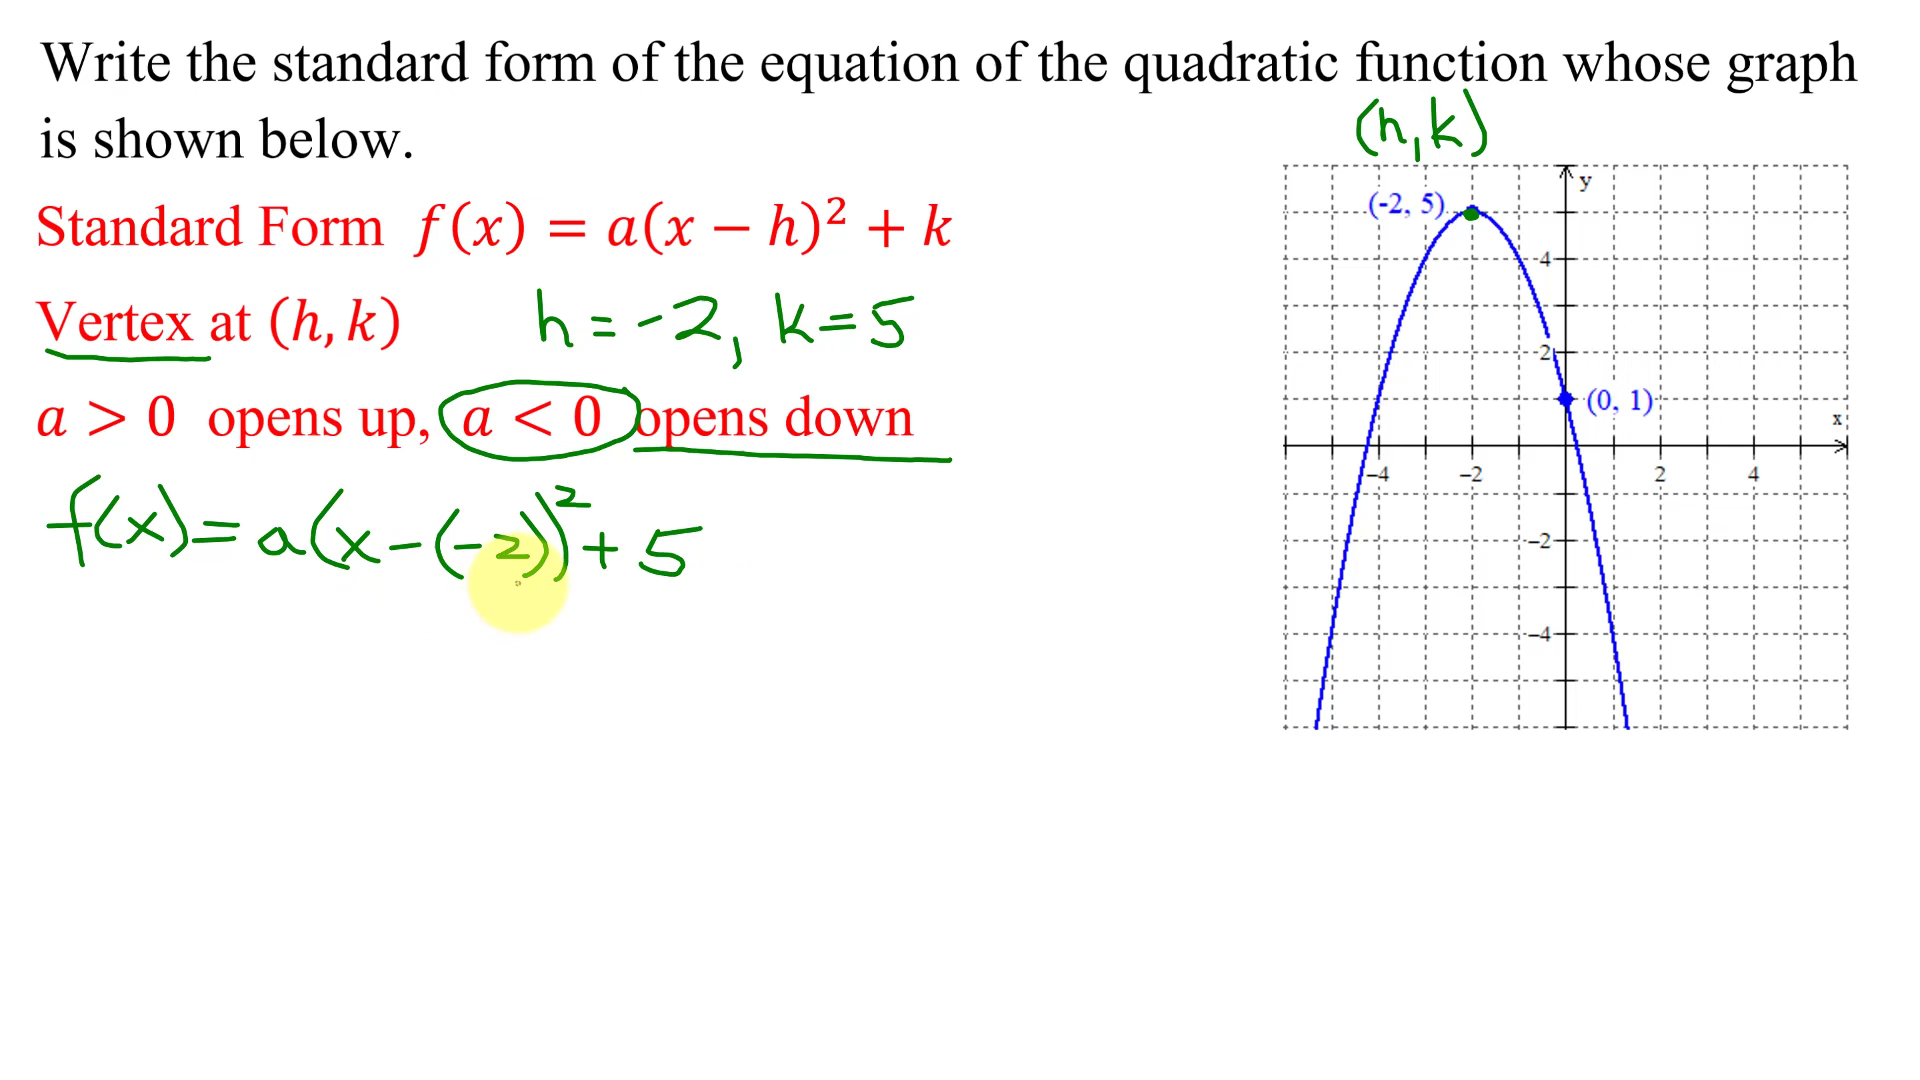 Write the standard form of the equation of the quadratic function whose graph
is shown below.
(h,k)
Standard Form f(x) = a(x − h)² + k
Vertex at (h, k) h = -2, k=5
a > 0 opens up, a < 0 opens down
f(x) = a(x - (-2))² + 5
y
(-2, 5)
4
2
(0, 1)
x
−4 −2 2 4
−2
−4